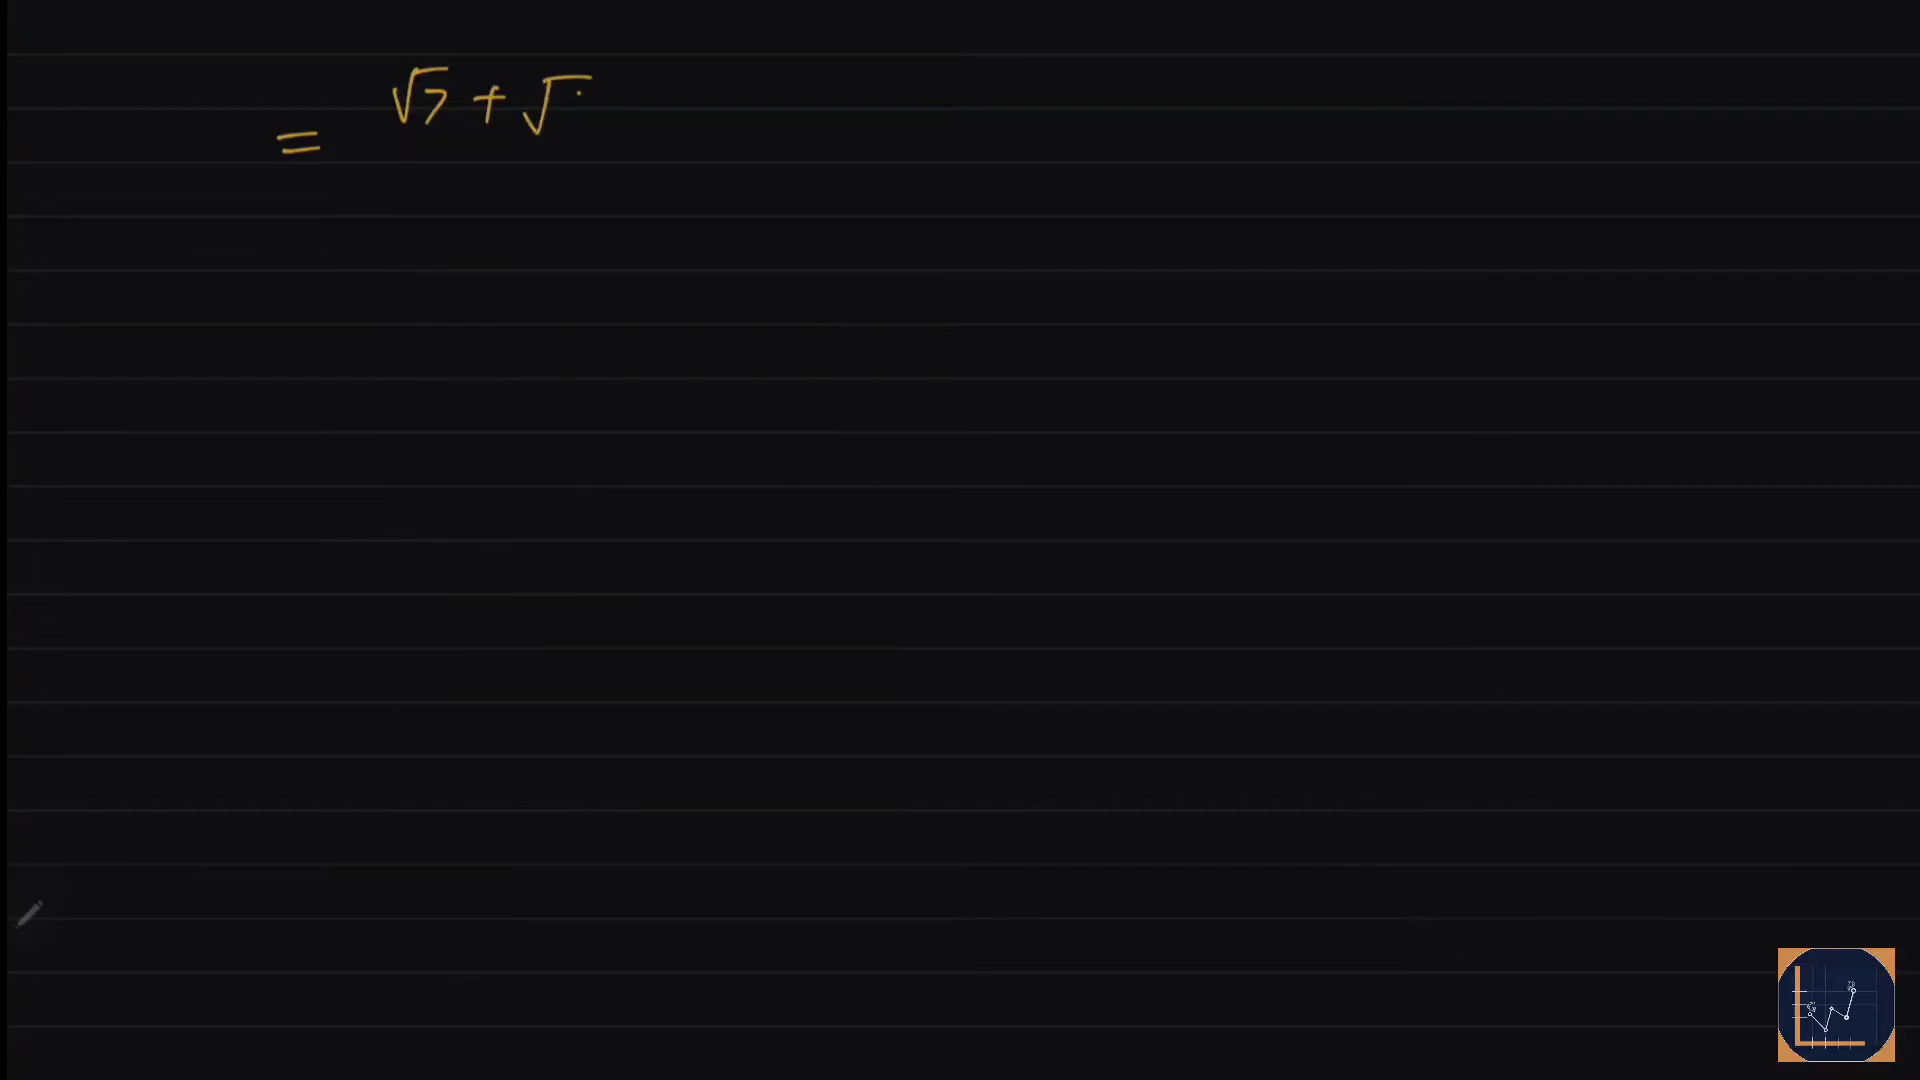 = √7 + √